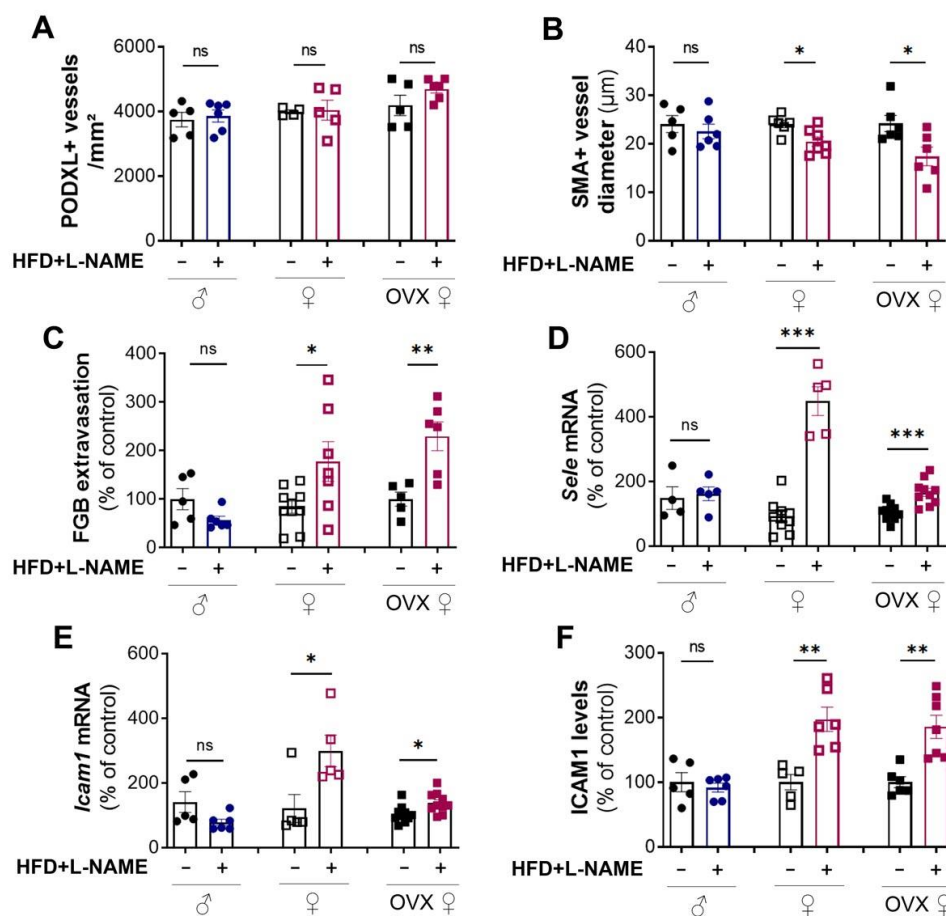 A
PODXL+ vessels
/mm²
6000
4000
2000
0
ns
ns
ns
HFD+L-NAME
– + – + – +
♂ ♀ OVX ♀
B
SMA+ vessel
diameter (µm)
40
30
20
10
0
ns
*
*
HFD+L-NAME
– + – + – +
♂ ♀ OVX ♀
C
FGB extravasation
(% of control)
400
300
200
100
0
ns
*
**
HFD+L-NAME
– + – + – +
♂ ♀ OVX ♀
D
Sele mRNA
(% of control)
600
400
200
0
ns
***
***
HFD+L-NAME
– + – + – +
♂ ♀ OVX ♀
E
Icam1 mRNA
(% of control)
600
400
200
0
ns
*
*
HFD+L-NAME
– + – + – +
♂ ♀ OVX ♀
F
ICAM1 levels
(% of control)
300
200
100
0
ns
**
**
HFD+L-NAME
– + – + – +
♂ ♀ OVX ♀